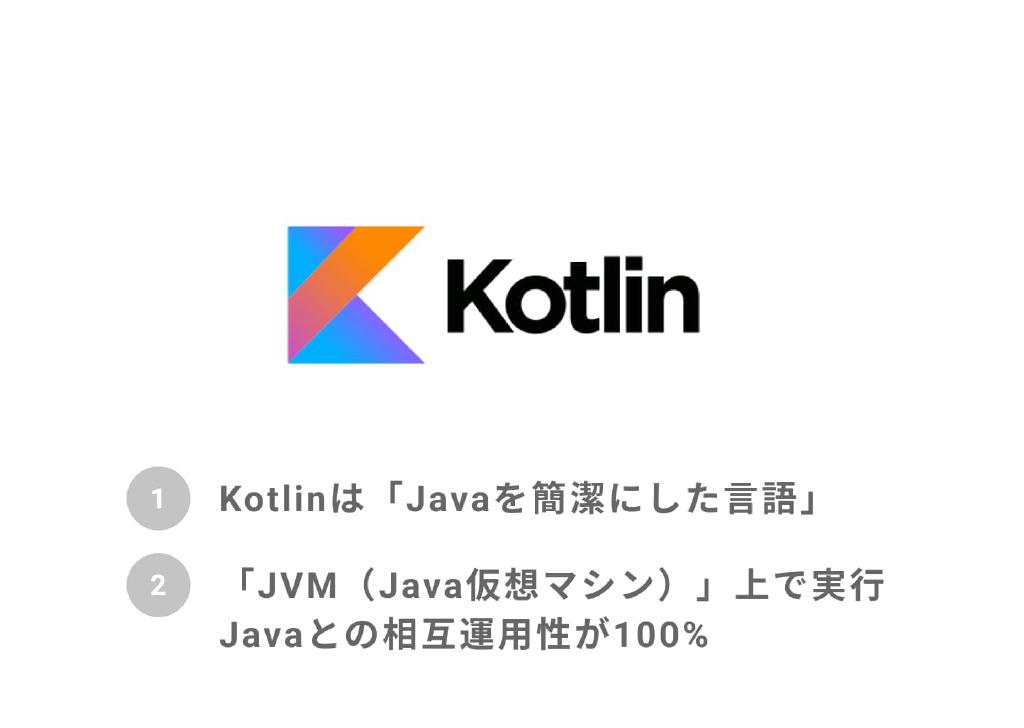 Kotlin
1 Kotlinは「Javaを簡潔にした言語」
2 「JVM（Java仮想マシン）」上で実行
Javaとの相互運用性が100%